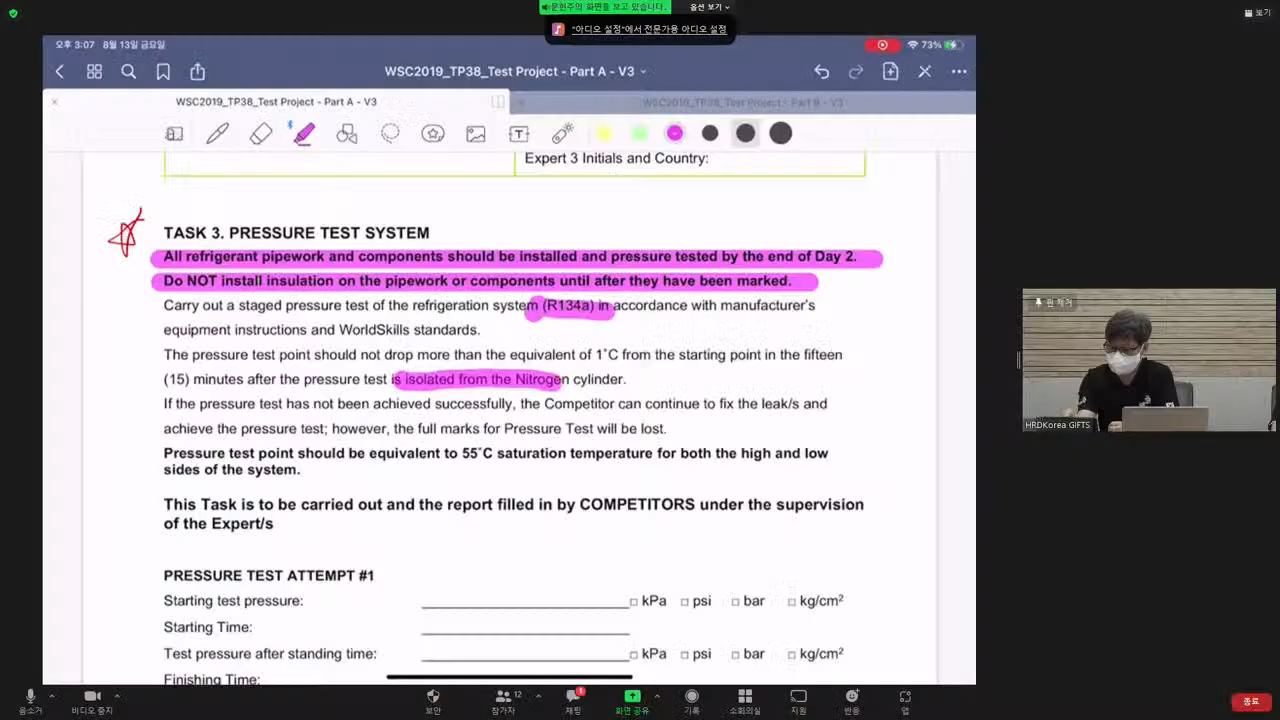 문현주의 화면을 보고 있습니다.
옵션 보기
보기
"아디오 설정"에서 전문가용 아디오 설정
오후 3:07 8월 13일 금요일
73%
WSC2019_TP38_Test Project - Part A - V3
WSC2019_TP38_Test Project - Part A - V3
WSC2019_TP38_Test Project - Part B - V3
Expert 3 Initials and Country:
TASK 3. PRESSURE TEST SYSTEM
All refrigerant pipework and components should be installed and pressure tested by the end of Day 2.
Do NOT install insulation on the pipework or components until after they have been marked.
Carry out a staged pressure test of the refrigeration system (R134a) in accordance with manufacturer's
equipment instructions and WorldSkills standards.
The pressure test point should not drop more than the equivalent of 1˚C from the starting point in the fifteen
(15) minutes after the pressure test is isolated from the Nitrogen cylinder.
If the pressure test has not been achieved successfully, the Competitor can continue to fix the leak/s and
achieve the pressure test; however, the full marks for Pressure Test will be lost.
Pressure test point should be equivalent to 55˚C saturation temperature for both the high and low
sides of the system.
This Task is to be carried out and the report filled in by COMPETITORS under the supervision
of the Expert/s
PRESSURE TEST ATTEMPT #1
Starting test pressure: kPa psi bar kg/cm²
Starting Time:
Test pressure after standing time: kPa psi bar kg/cm²
Finishing Time:
핀 제거
HRDKorea GIFTS
음소거
비디오 중지
보안
12
참가자
1
채팅
화면 공유
기록
소회의실
지원
반응
앱
종료